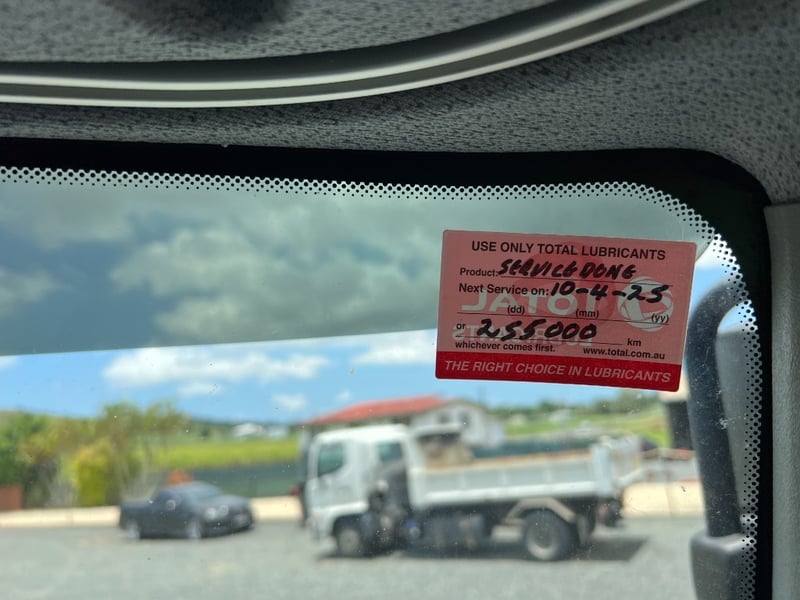 USE ONLY TOTAL LUBRICANTS
Product: SERVICE DONE
Next Service on: 10-4-25
(dd) (mm) (yy)
or 255000 km
whichever comes first. www.total.com.au
THE RIGHT CHOICE IN LUBRICANTS